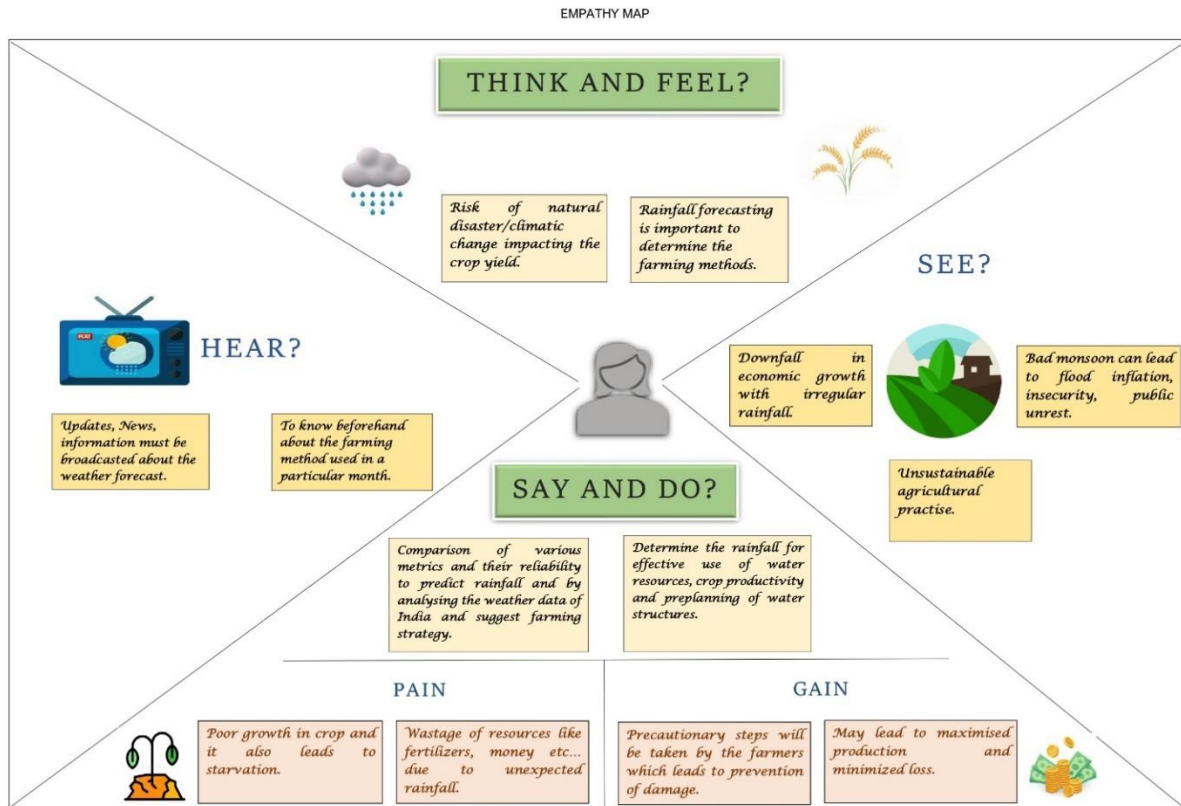 EMPATHY MAP
THINK AND FEEL?
Risk of natural
disaster/climatic
change impacting the
crop yield.
Rainfall forecasting
is important to
determine the
farming methods.
SEE?
HEAR?
Updates, News,
information must be
broadcasted about the
weather forecast.
To know beforehand
about the farming
method used in a
particular month.
Downfall in
economic growth
with irregular
rainfall.
Bad monsoon can lead
to flood inflation,
insecurity, public
unrest.
Unsustainable
agricultural
practise.
SAY AND DO?
Comparison of various
metrics and their reliability
to predict rainfall and by
analysing the weather data of
India and suggest farming
strategy.
Determine the rainfall for
effective use of water
resources, crop productivity
and preplanning of water
structures.
PAIN
Poor growth in crop and
it also leads to
starvation.
Wastage of resources like
fertilizers, money etc...
due to unexpected
rainfall.
GAIN
Precautionary steps will
be taken by the farmers
which leads to prevention
of damage.
May lead to maximised
production and
minimized loss.